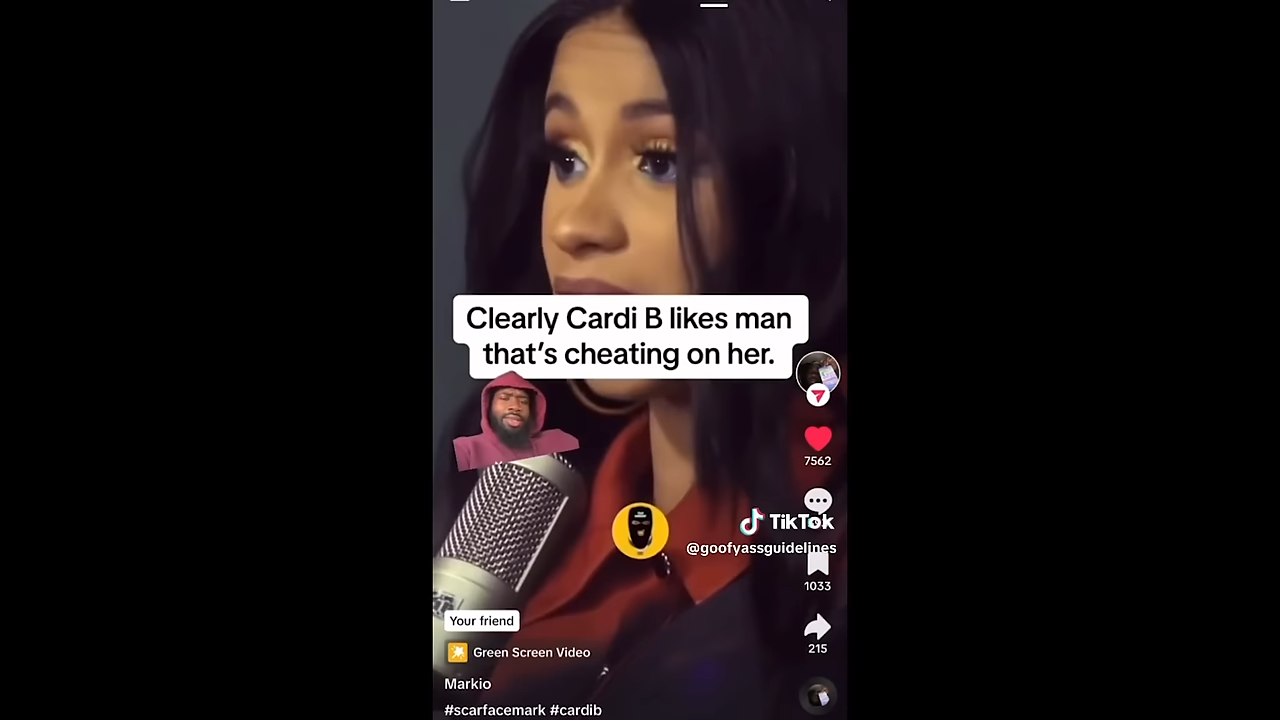 Clearly Cardi B likes man
that's cheating on her.
7562
TikTok
@goofyassguidelines
1033
Your friend
215
Green Screen Video
Markio
#scarfacemark #cardib